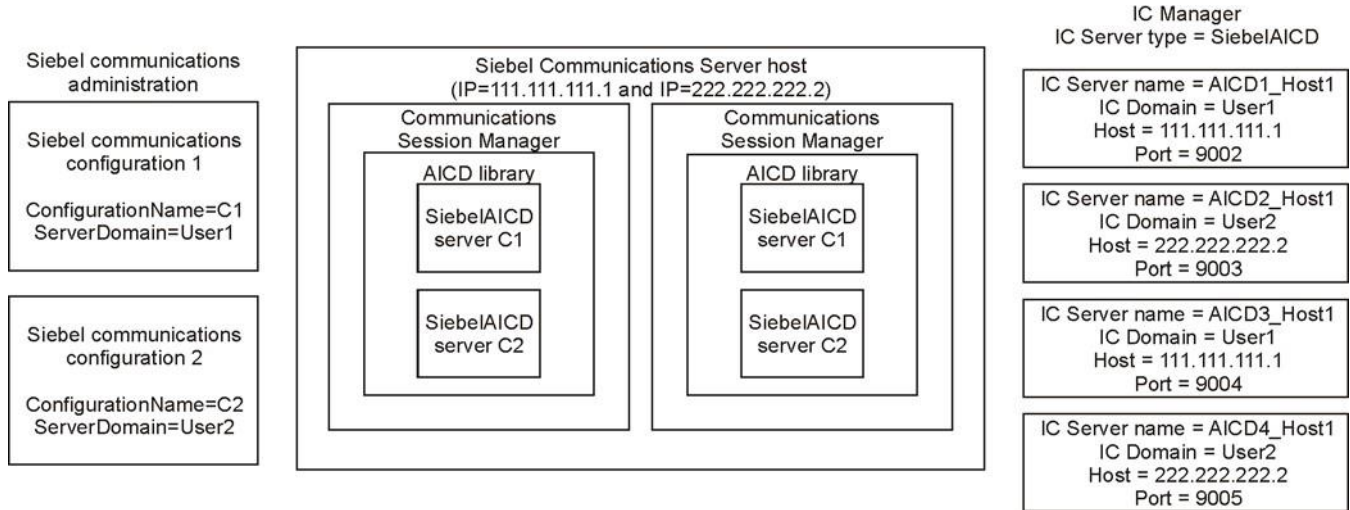 Siebel communications
administration
Siebel communications
configuration 1
ConfigurationName=C1
ServerDomain=User1
Siebel communications
configuration 2
ConfigurationName=C2
ServerDomain=User2
Siebel Communications Server host
(IP=111.111.111.1 and IP=222.222.222.2)
Communications
Session Manager
AICD library
SiebelAICD
server C1
SiebelAICD
server C2
Communications
Session Manager
AICD library
SiebelAICD
server C1
SiebelAICD
server C2
IC Manager
IC Server type = SiebelAICD
IC Server name = AICD1_Host1
IC Domain = User1
Host = 111.111.111.1
Port = 9002
IC Server name = AICD2_Host1
IC Domain = User2
Host = 222.222.222.2
Port = 9003
IC Server name = AICD3_Host1
IC Domain = User1
Host = 111.111.111.1
Port = 9004
IC Server name = AICD4_Host1
IC Domain = User2
Host = 222.222.222.2
Port = 9005